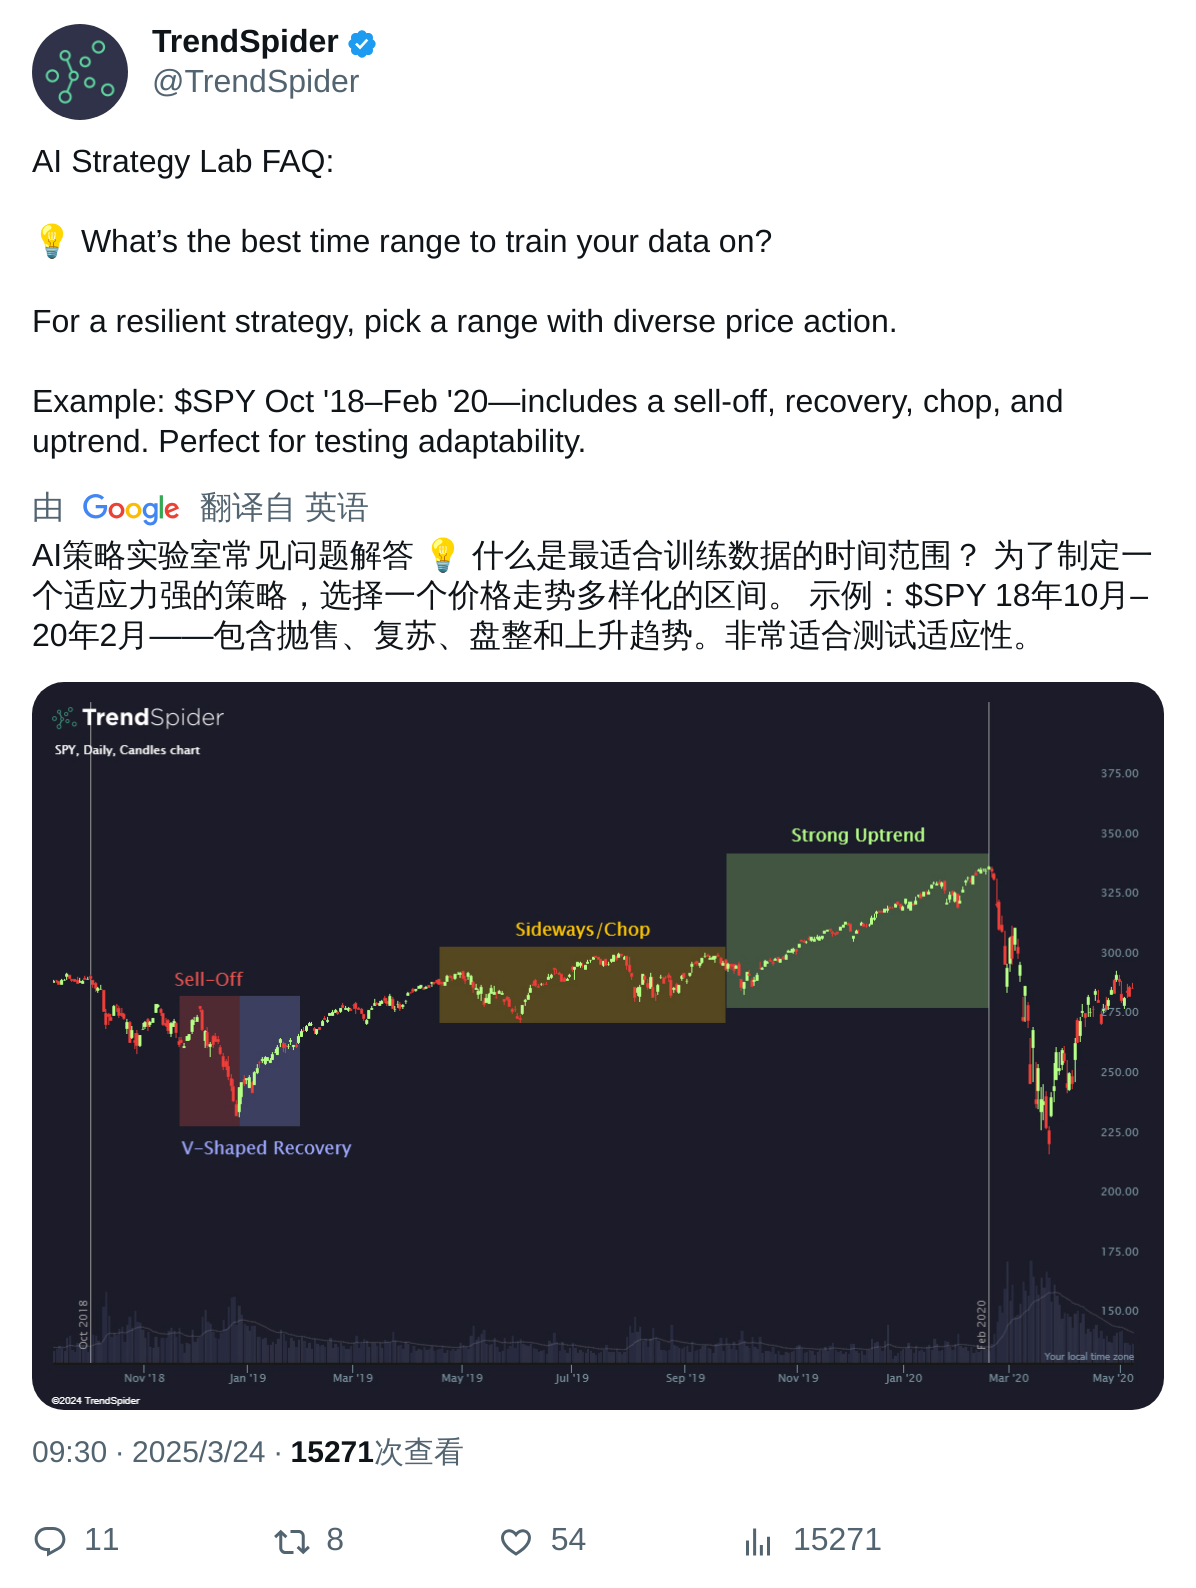 TrendSpider
@TrendSpider
AI Strategy Lab FAQ:
💡 What’s the best time range to train your data on?
For a resilient strategy, pick a range with diverse price action.
Example: $SPY Oct '18–Feb '20—includes a sell-off, recovery, chop, and
uptrend. Perfect for testing adaptability.
由 Google 翻译自 英语
AI策略实验室常见问题解答 💡 什么是最适合训练数据的时间范围？ 为了制定一
个适应力强的策略，选择一个价格走势多样化的区间。 示例：$SPY 18年10月–
20年2月——包含抛售、复苏、盘整和上升趋势。非常适合测试适应性。
TrendSpider
SPY, Daily, Candles chart
375.00
Strong Uptrend
350.00
325.00
Sideways/Chop
300.00
Sell-Off
275.00
250.00
V-Shaped Recovery
225.00
200.00
175.00
150.00
Oct 2018
Feb 2020
Your local time zone
Nov '18
Jan '19
Mar '19
May '19
Jul '19
Sep '19
Nov '19
Jan '20
Mar '20
May '20
©2024 TrendSpider
09:30 · 2025/3/24 · 15271次查看
11
8
54
15271